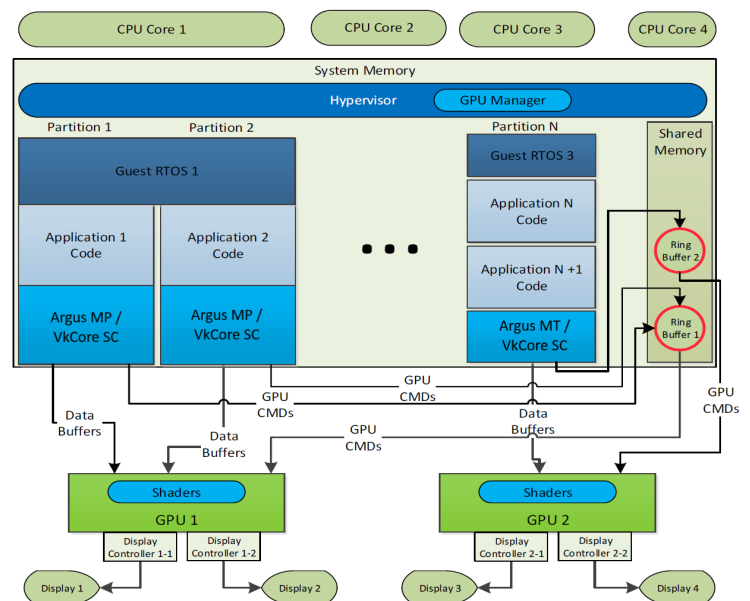 CPU Core 1
CPU Core 2
CPU Core 3
CPU Core 4
System Memory
Hypervisor
GPU Manager
Partition 1
Partition 2
Partition N
Shared
Memory
Guest RTOS 1
Guest RTOS 3
Application 1
Code
Application 2
Code
Application N
Code
Application N +1
Code
Ring
Buffer 2
Ring
Buffer 1
Argus MP /
VkCore SC
Argus MP /
VkCore SC
Argus MT /
VkCore SC
GPU
CMDs
GPU
CMDs
Data
Buffers
Data
Buffers
GPU
CMDs
Data
Buffers
GPU
CMDs
Shaders
GPU 1
Shaders
GPU 2
Display
Controller 1-1
Display
Controller 1-2
Display
Controller 2-1
Display
Controller 2-2
Display 1
Display 2
Display 3
Display 4